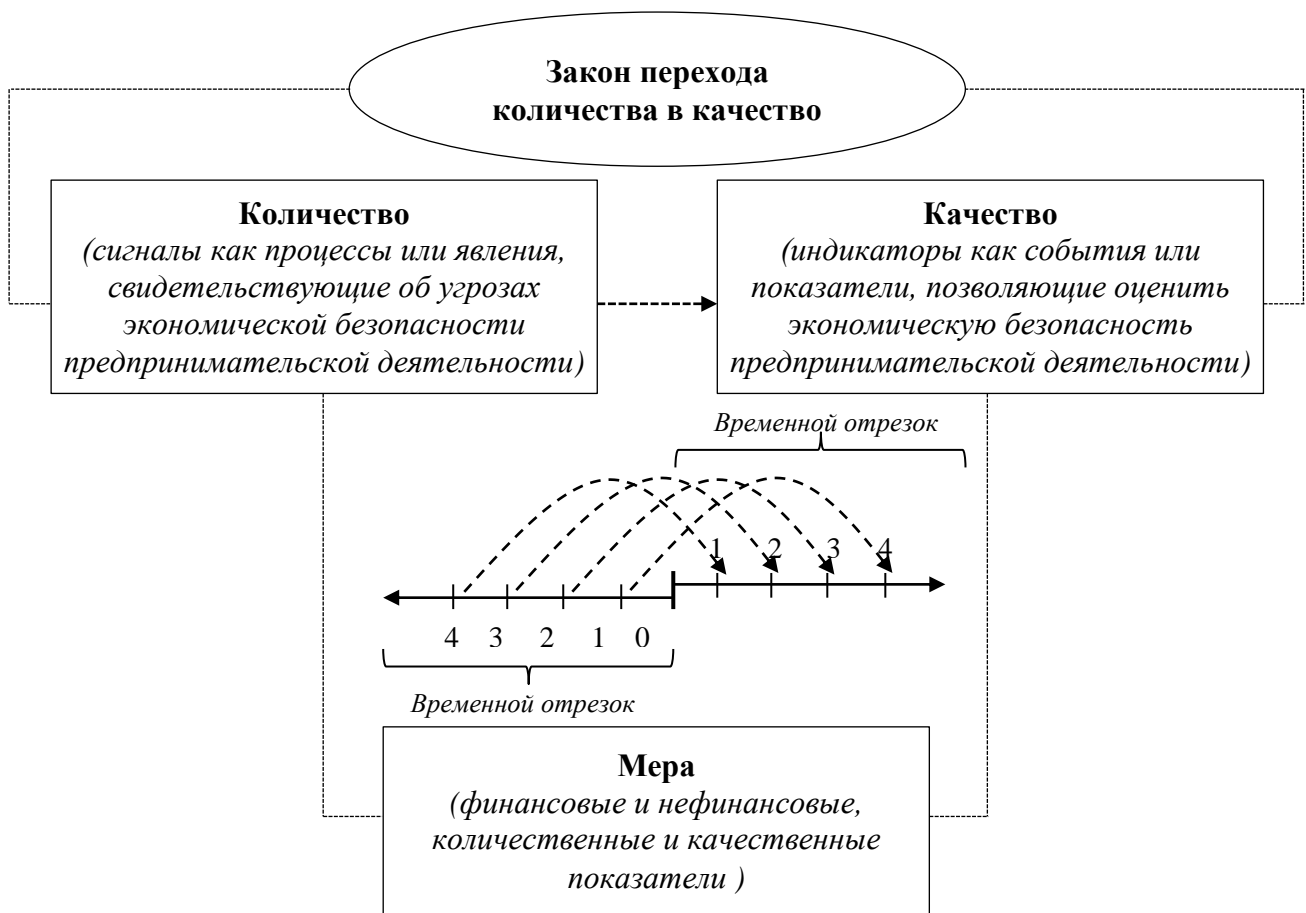 Закон перехода
количества в качество
Количество
(сигналы как процессы или явления,
свидетельствующие об угрозах
экономической безопасности
предпринимательской деятельности)
Качество
(индикаторы как события или
показатели, позволяющие оценить
экономическую безопасность
предпринимательской деятельности)
Временной отрезок
1 2 3 4
4 3 2 1 0
Временной отрезок
Мера
(финансовые и нефинансовые,
количественные и качественные
показатели )